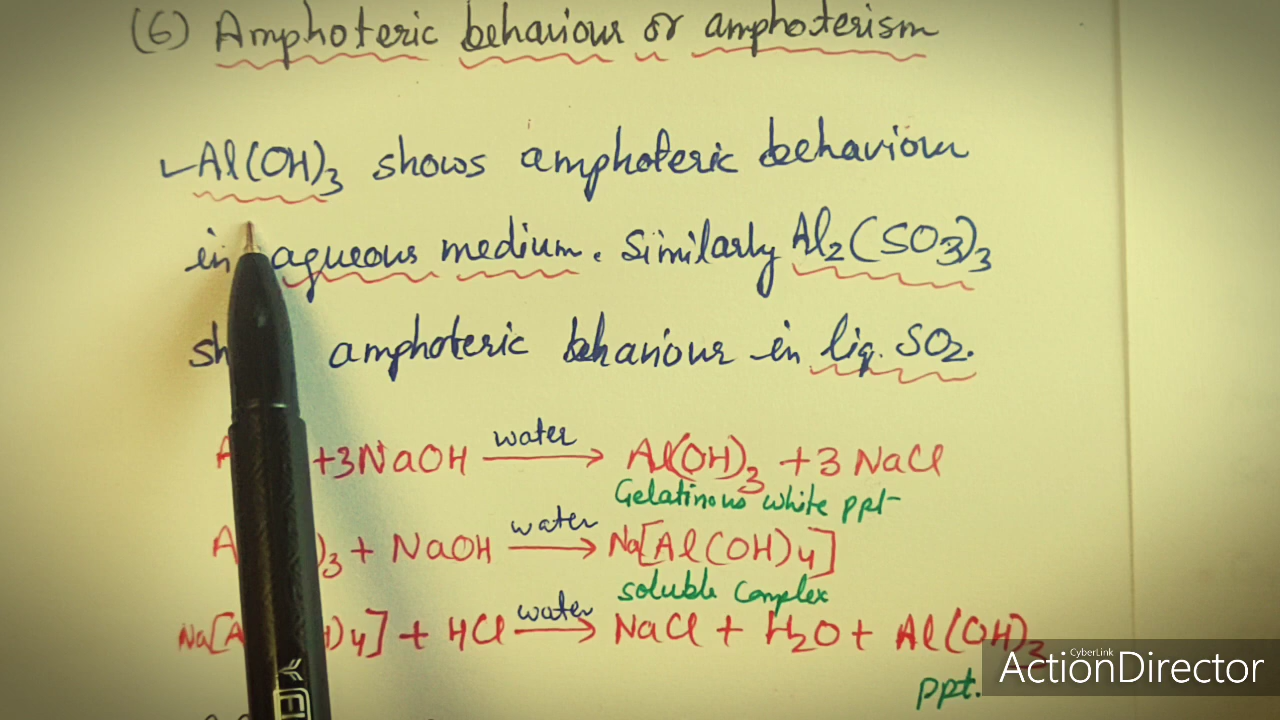 (6) Amphoteric behaviour or amphoterism
Al(OH)3 shows amphoteric behaviour
in aqueous medium. Similarly Al2(SO3)3
sh amphoteric behaviour in liq. SO2.
A +3NaOH water → Al(OH)3 + 3 NaCl
Gelatinous white ppt
A )3 + NaOH water → Na[Al(OH)4]
soluble complex
Na[A H)4] + HCl water → NaCl + H2O + Al(OH)3
ppt.
CyberLink
ActionDirector